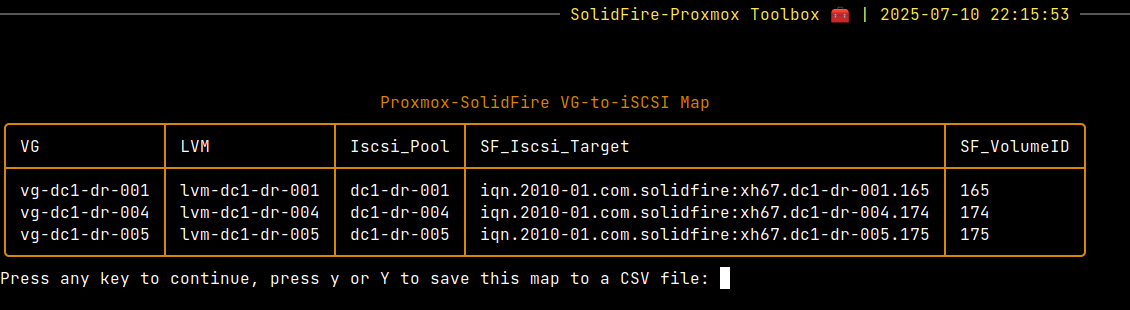 SolidFire-Proxmox Toolbox 🧰 | 2025-07-10 22:15:53
Proxmox-SolidFire VG-to-iSCSI Map
VG LVM Iscsi_Pool SF_Iscsi_Target SF_VolumeID
vg-dc1-dr-001 lvm-dc1-dr-001 dc1-dr-001 iqn.2010-01.com.solidfire:xh67.dc1-dr-001.165 165
vg-dc1-dr-004 lvm-dc1-dr-004 dc1-dr-004 iqn.2010-01.com.solidfire:xh67.dc1-dr-004.174 174
vg-dc1-dr-005 lvm-dc1-dr-005 dc1-dr-005 iqn.2010-01.com.solidfire:xh67.dc1-dr-005.175 175
Press any key to continue, press y or Y to save this map to a CSV file: